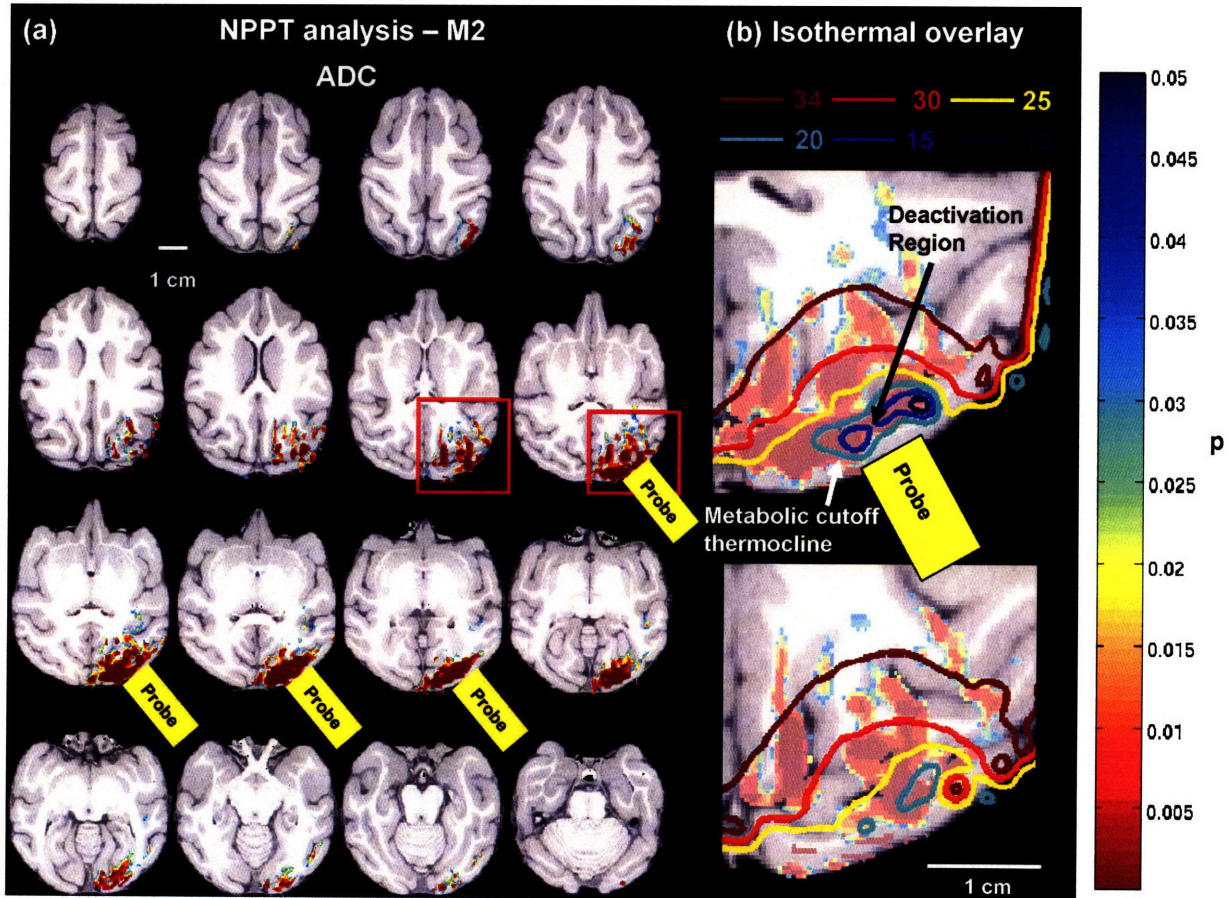 (a) NPPT analysis – M2
ADC
1 cm
Probe
Probe
Probe
Probe
(b) Isothermal overlay
34 30 25
20 15
Deactivation
Region
Probe
Metabolic cutoff
thermocline
1 cm
0.05
0.045
0.04
0.035
0.03
0.025
0.02
0.015
0.01
0.005
p